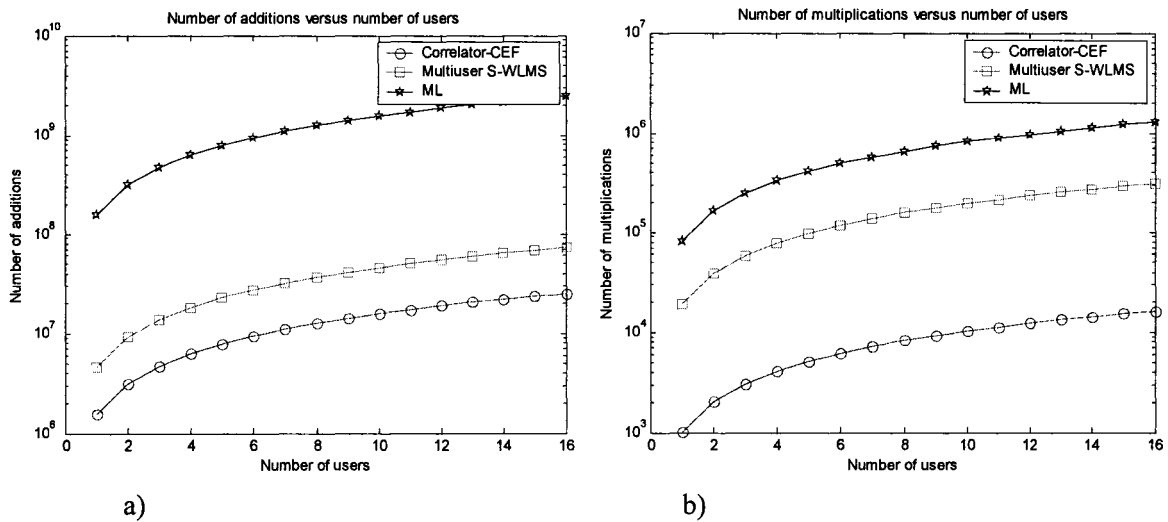 Number of additions versus number of users
10^10
10^9
10^8
10^7
10^6
Number of additions
Correlator-CEF
Multiuser S-WLMS
ML
0 2 4 6 8 10 12 14 16
Number of users
a)
Number of multiplications versus number of users
10^7
10^6
10^5
10^4
10^3
Number of multiplications
Correlator-CEF
Multiuser S-WLMS
ML
0 2 4 6 8 10 12 14 16
Number of users
b)